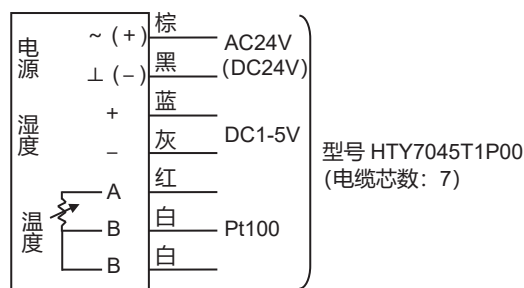 电源
~ (+)
棕
AC24V
⊥ (−)
黑
(DC24V)
湿度
+
蓝
−
灰
DC1-5V
型号 HTY7045T1P00
(电缆芯数：7)
温度
A
红
B
白
Pt100
B
白